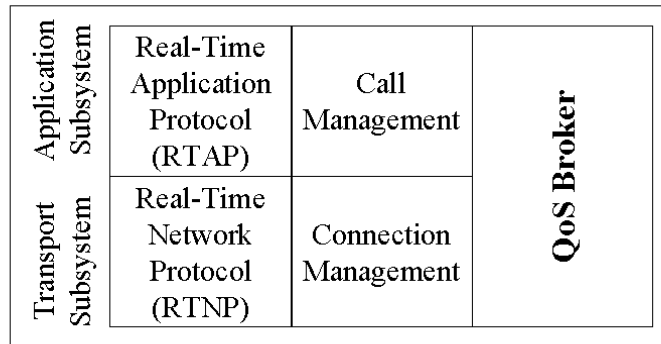 Application
Subsystem
Real-Time
Application
Protocol
(RTAP)
Call
Management
QoS Broker
Transport
Subsystem
Real-Time
Network
Protocol
(RTNP)
Connection
Management